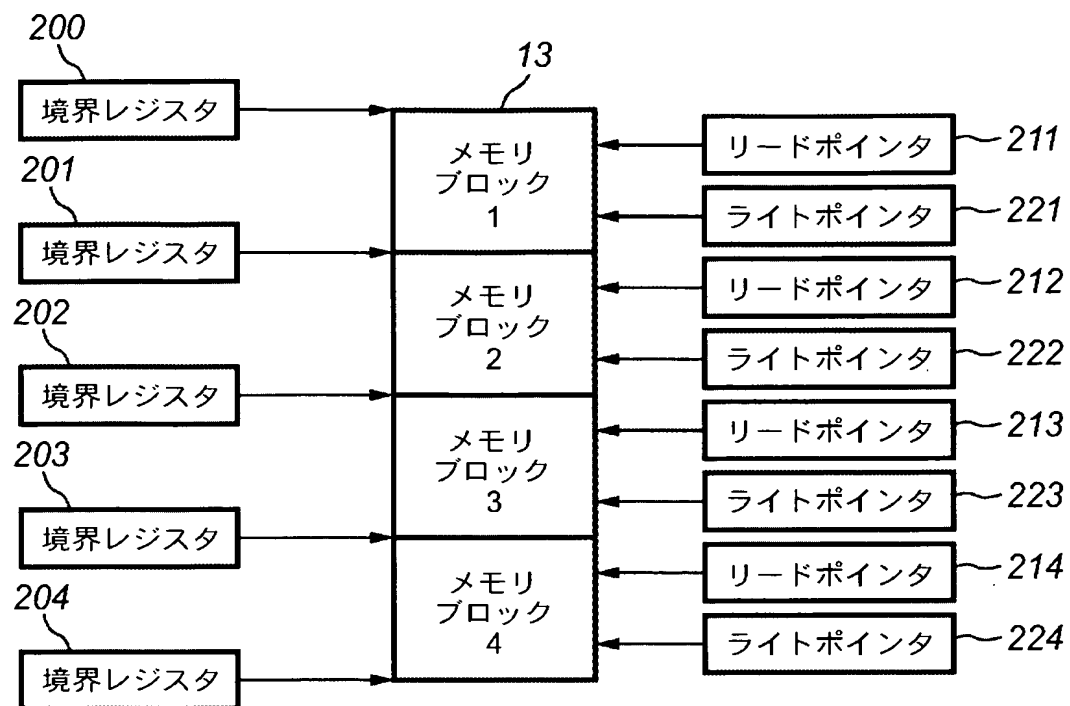 200
境界レジスタ
201
境界レジスタ
202
境界レジスタ
203
境界レジスタ
204
境界レジスタ
13
メモリ
ブロック
1
メモリ
ブロック
2
メモリ
ブロック
3
メモリ
ブロック
4
リードポインタ 211
ライトポインタ 221
リードポインタ 212
ライトポインタ 222
リードポインタ 213
ライトポインタ 223
リードポインタ 214
ライトポインタ 224